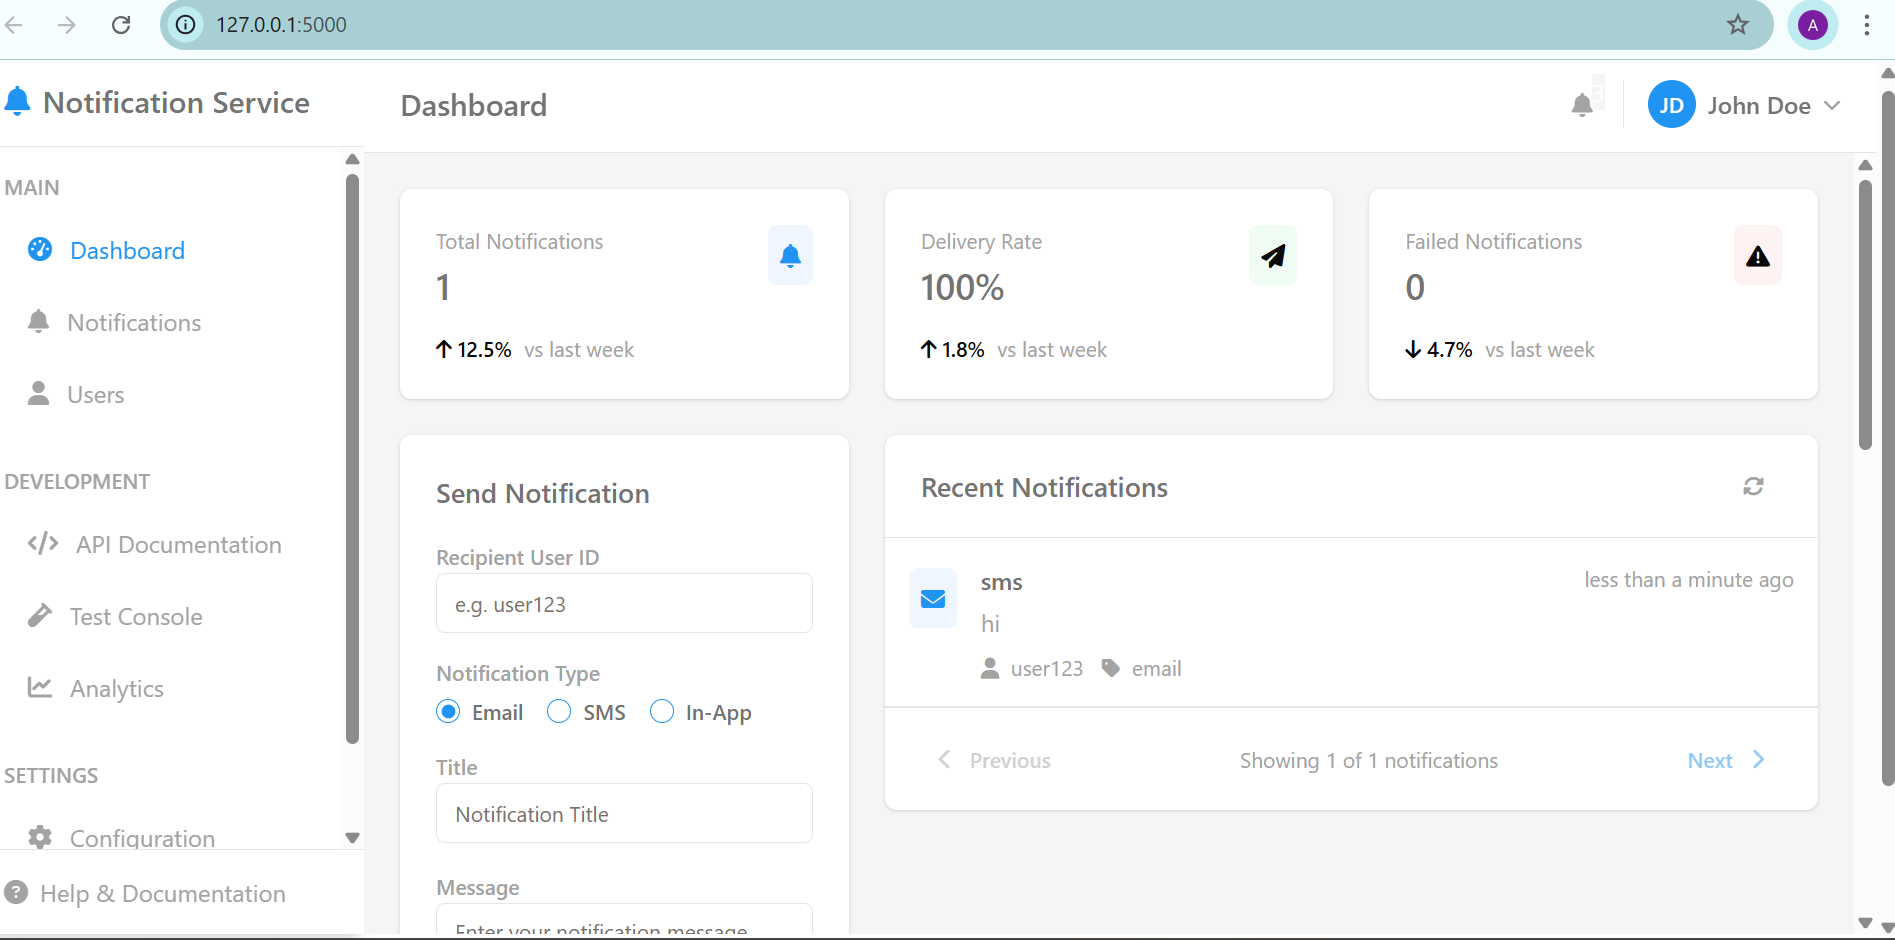 127.0.0.1:5000
A
Notification Service
MAIN
Dashboard
Notifications
Users
DEVELOPMENT
API Documentation
Test Console
Analytics
SETTINGS
Configuration
Help & Documentation
Dashboard
3
JD
John Doe
Total Notifications
1
12.5% vs last week
Delivery Rate
100%
1.8% vs last week
Failed Notifications
0
4.7% vs last week
Send Notification
Recipient User ID
e.g. user123
Notification Type
Email SMS In-App
Title
Notification Title
Message
Enter your notification message
Recent Notifications
sms
less than a minute ago
hi
user123 email
Previous
Showing 1 of 1 notifications
Next